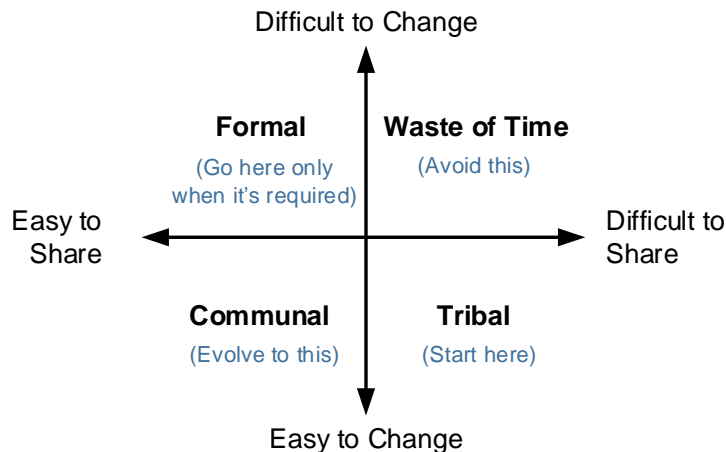 Difficult to Change
Formal
(Go here only
when it's required)
Waste of Time
(Avoid this)
Easy to
Share
Difficult to
Share
Communal
(Evolve to this)
Tribal
(Start here)
Easy to Change